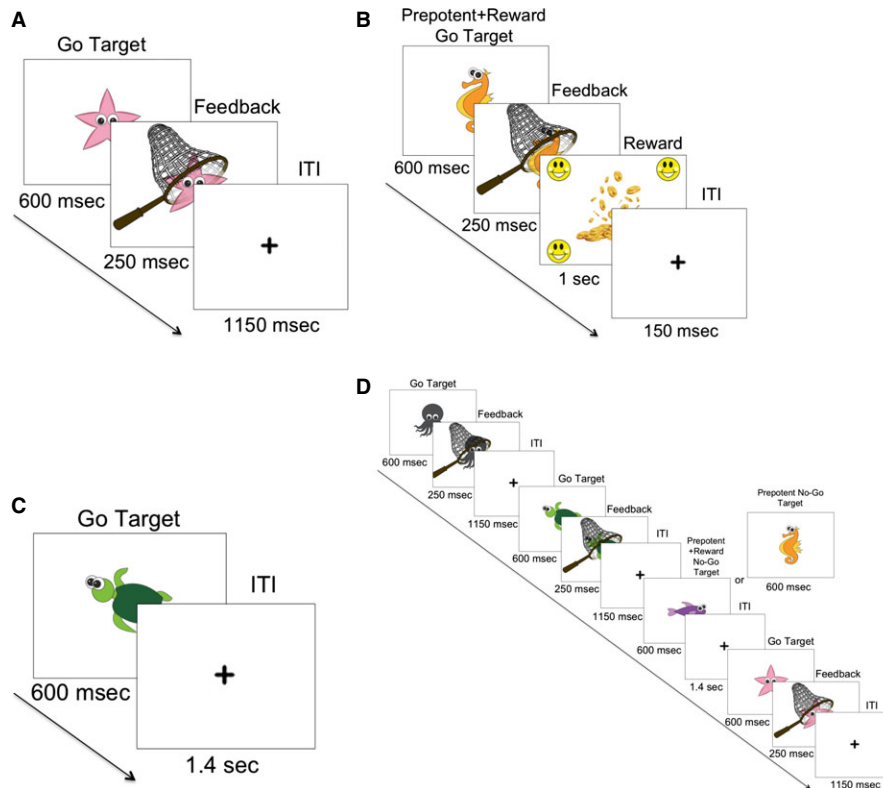 A
Go Target
Feedback
ITI
600 msec
250 msec
1150 msec
B
Prepotent+Reward
Go Target
Feedback
Reward
ITI
600 msec
250 msec
1 sec
150 msec
C
Go Target
ITI
600 msec
1.4 sec
D
Go Target
Feedback
ITI
600 msec
250 msec
1150 msec
Go Target
Feedback
ITI
600 msec
250 msec
1150 msec
Prepotent
+Reward
No-Go
Target
or
Prepotent No-Go
Target
600 msec
ITI
600 msec
1.4 sec
Go Target
Feedback
ITI
600 msec
250 msec
1150 msec